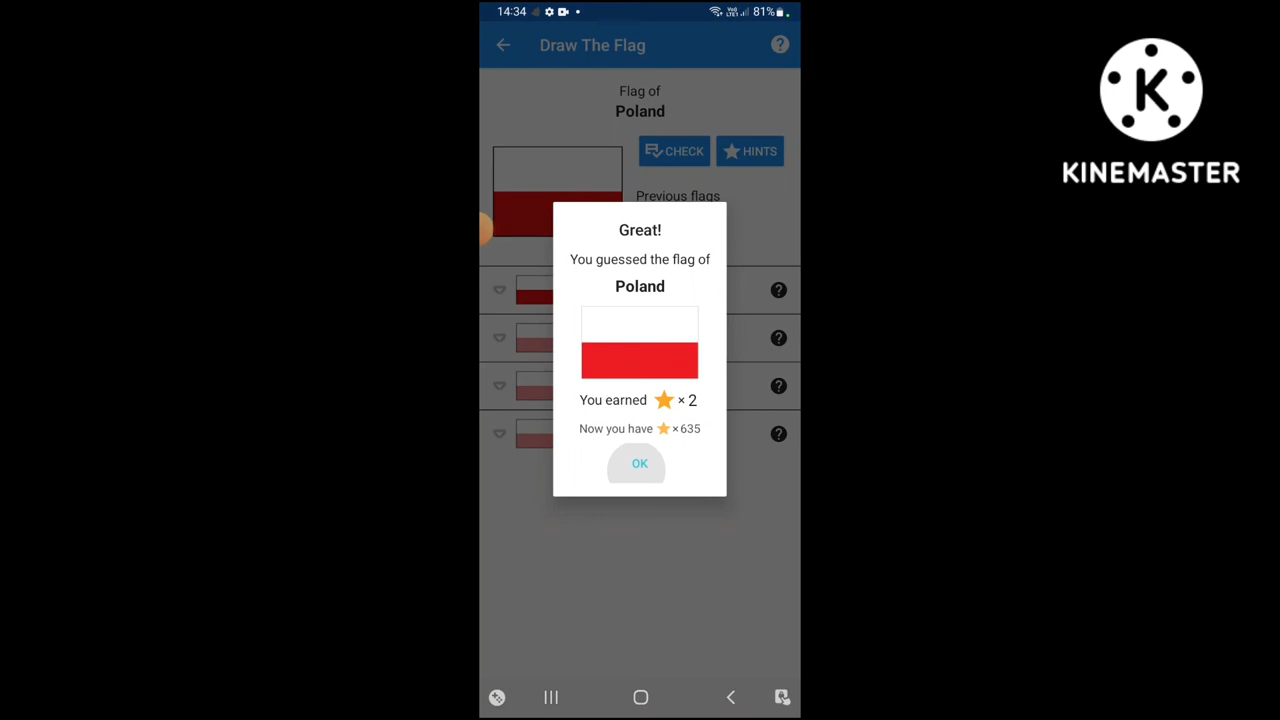 14:34
81%
Draw The Flag
Flag of
Poland
CHECK
HINTS
Previous flags
Great!
You guessed the flag of
Poland
You earned × 2
Now you have × 635
OK
K
KINEMASTER